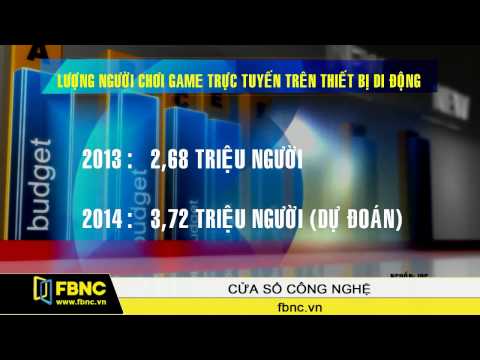 LƯỢNG NGƯỜI CHƠI GAME TRỰC TUYẾN TRÊN THIẾT BỊ DI ĐỘNG
2013 : 2,68 TRIỆU NGƯỜI
2014 : 3,72 TRIỆU NGƯỜI (DỰ ĐOÁN)
budget
budget
FBNC
www.fbnc.vn
CỬA SỔ CÔNG NGHỆ
fbnc.vn